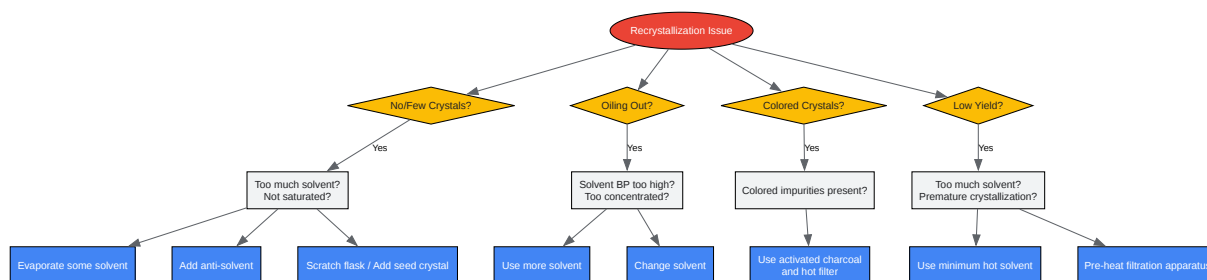 Recrystallization Issue
No/Few Crystals?
Oiling Out?
Colored Crystals?
Low Yield?
Yes
Yes
Yes
Yes
Too much solvent?
Not saturated?
Solvent BP too high?
Too concentrated?
Colored impurities present?
Too much solvent?
Premature crystallization?
Evaporate some solvent
Add anti-solvent
Scratch flask / Add seed crystal
Use more solvent
Change solvent
Use activated charcoal
and hot filter
Use minimum hot solvent
Pre-heat filtration apparatus